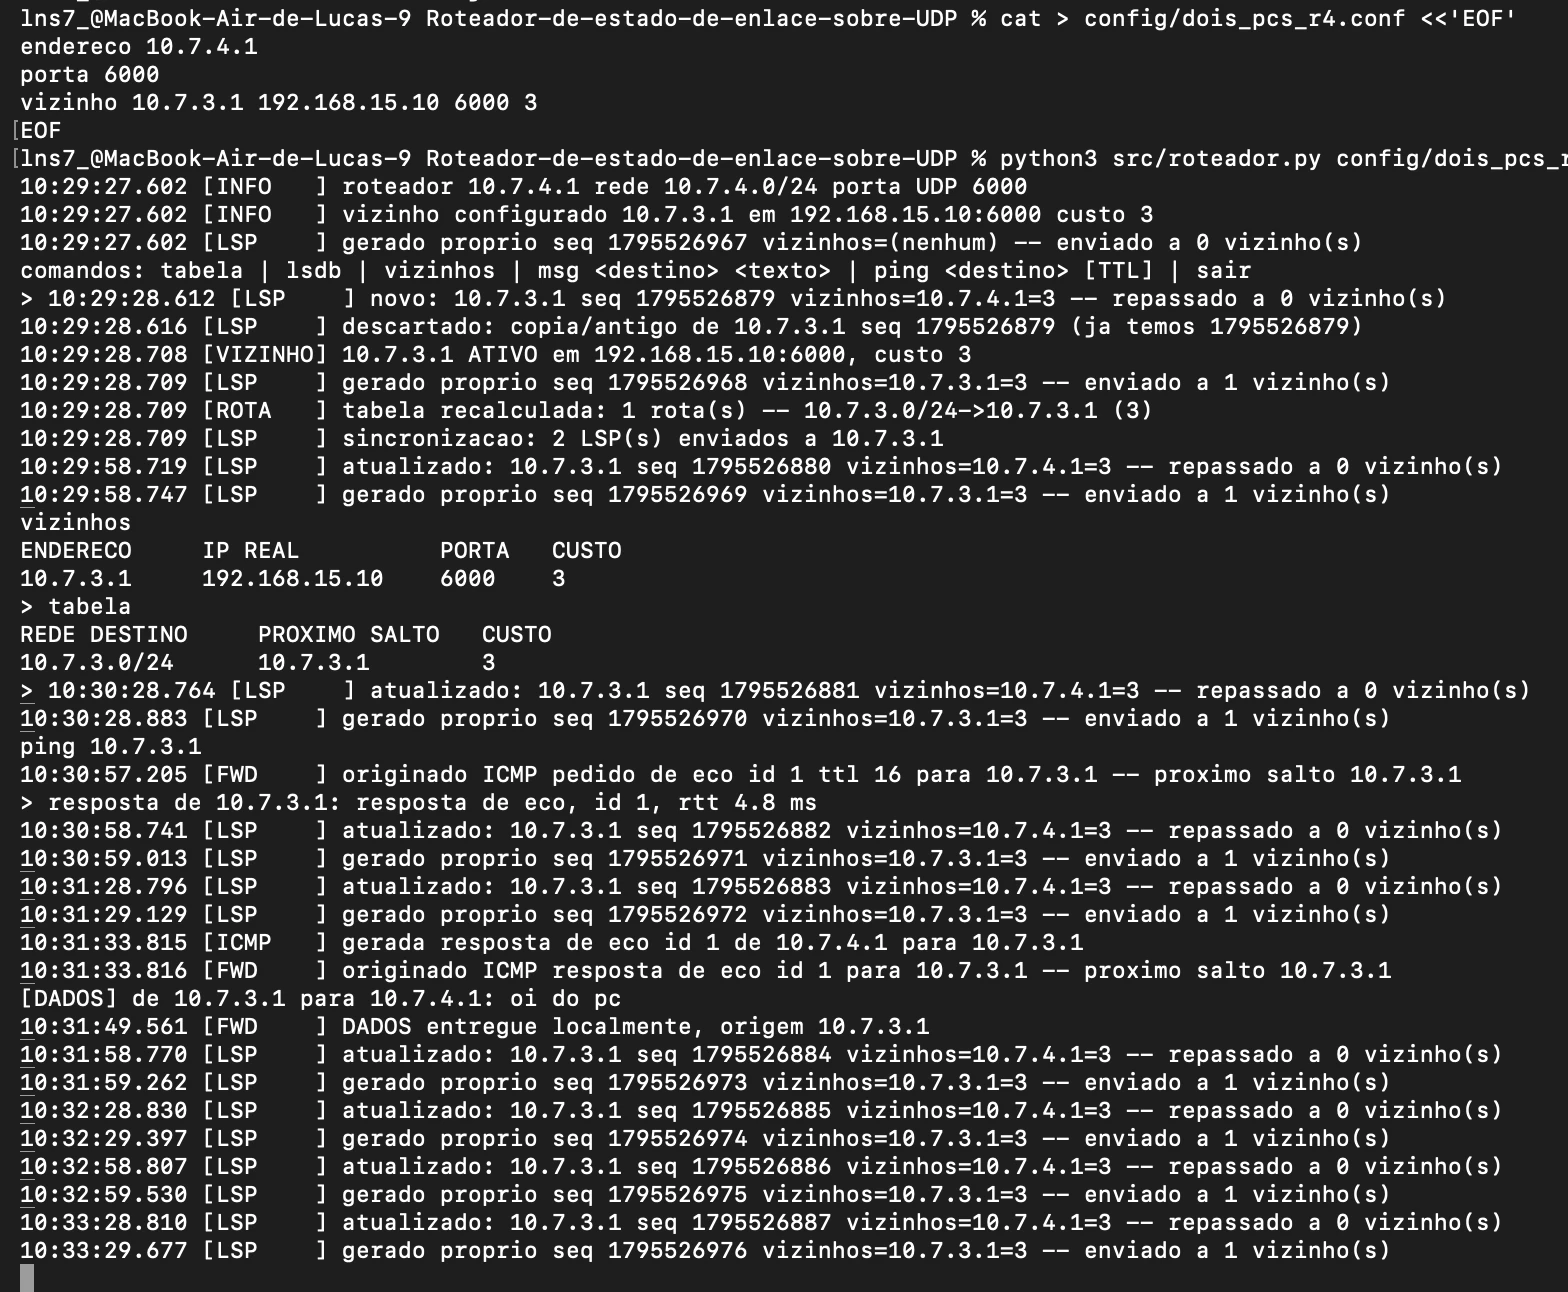 lns7_@MacBook-Air-de-Lucas-9 Roteador-de-estado-de-enlace-sobre-UDP % cat > config/dois_pcs_r4.conf <<'EOF'
endereco 10.7.4.1
porta 6000
vizinho 10.7.3.1 192.168.15.10 6000 3
[EOF
[lns7_@MacBook-Air-de-Lucas-9 Roteador-de-estado-de-enlace-sobre-UDP % python3 src/roteador.py config/dois_pcs_r
10:29:27.602 [INFO   ] roteador 10.7.4.1 rede 10.7.4.0/24 porta UDP 6000
10:29:27.602 [INFO   ] vizinho configurado 10.7.3.1 em 192.168.15.10:6000 custo 3
10:29:27.602 [LSP    ] gerado proprio seq 1795526967 vizinhos=(nenhum) -- enviado a 0 vizinho(s)
comandos: tabela | lsdb | vizinhos | msg <destino> <texto> | ping <destino> [TTL] | sair
> 10:29:28.612 [LSP    ] novo: 10.7.3.1 seq 1795526879 vizinhos=10.7.4.1=3 -- repassado a 0 vizinho(s)
10:29:28.616 [LSP    ] descartado: copia/antigo de 10.7.3.1 seq 1795526879 (ja temos 1795526879)
10:29:28.708 [VIZINHO] 10.7.3.1 ATIVO em 192.168.15.10:6000, custo 3
10:29:28.709 [LSP    ] gerado proprio seq 1795526968 vizinhos=10.7.3.1=3 -- enviado a 1 vizinho(s)
10:29:28.709 [ROTA   ] tabela recalculada: 1 rota(s) -- 10.7.3.0/24->10.7.3.1 (3)
10:29:28.709 [LSP    ] sincronizacao: 2 LSP(s) enviados a 10.7.3.1
10:29:58.719 [LSP    ] atualizado: 10.7.3.1 seq 1795526880 vizinhos=10.7.4.1=3 -- repassado a 0 vizinho(s)
10:29:58.747 [LSP    ] gerado proprio seq 1795526969 vizinhos=10.7.3.1=3 -- enviado a 1 vizinho(s)
vizinhos
ENDERECO     IP REAL          PORTA   CUSTO
10.7.3.1     192.168.15.10    6000    3
> tabela
REDE DESTINO     PROXIMO SALTO   CUSTO
10.7.3.0/24      10.7.3.1        3
> 10:30:28.764 [LSP    ] atualizado: 10.7.3.1 seq 1795526881 vizinhos=10.7.4.1=3 -- repassado a 0 vizinho(s)
10:30:28.883 [LSP    ] gerado proprio seq 1795526970 vizinhos=10.7.3.1=3 -- enviado a 1 vizinho(s)
ping 10.7.3.1
10:30:57.205 [FWD    ] originado ICMP pedido de eco id 1 ttl 16 para 10.7.3.1 -- proximo salto 10.7.3.1
> resposta de 10.7.3.1: resposta de eco, id 1, rtt 4.8 ms
10:30:58.741 [LSP    ] atualizado: 10.7.3.1 seq 1795526882 vizinhos=10.7.4.1=3 -- repassado a 0 vizinho(s)
10:30:59.013 [LSP    ] gerado proprio seq 1795526971 vizinhos=10.7.3.1=3 -- enviado a 1 vizinho(s)
10:31:28.796 [LSP    ] atualizado: 10.7.3.1 seq 1795526883 vizinhos=10.7.4.1=3 -- repassado a 0 vizinho(s)
10:31:29.129 [LSP    ] gerado proprio seq 1795526972 vizinhos=10.7.3.1=3 -- enviado a 1 vizinho(s)
10:31:33.815 [ICMP   ] gerada resposta de eco id 1 de 10.7.4.1 para 10.7.3.1
10:31:33.816 [FWD    ] originado ICMP resposta de eco id 1 para 10.7.3.1 -- proximo salto 10.7.3.1
[DADOS] de 10.7.3.1 para 10.7.4.1: oi do pc
10:31:49.561 [FWD    ] DADOS entregue localmente, origem 10.7.3.1
10:31:58.770 [LSP    ] atualizado: 10.7.3.1 seq 1795526884 vizinhos=10.7.4.1=3 -- repassado a 0 vizinho(s)
10:31:59.262 [LSP    ] gerado proprio seq 1795526973 vizinhos=10.7.3.1=3 -- enviado a 1 vizinho(s)
10:32:28.830 [LSP    ] atualizado: 10.7.3.1 seq 1795526885 vizinhos=10.7.4.1=3 -- repassado a 0 vizinho(s)
10:32:29.397 [LSP    ] gerado proprio seq 1795526974 vizinhos=10.7.3.1=3 -- enviado a 1 vizinho(s)
10:32:58.807 [LSP    ] atualizado: 10.7.3.1 seq 1795526886 vizinhos=10.7.4.1=3 -- repassado a 0 vizinho(s)
10:32:59.530 [LSP    ] gerado proprio seq 1795526975 vizinhos=10.7.3.1=3 -- enviado a 1 vizinho(s)
10:33:28.810 [LSP    ] atualizado: 10.7.3.1 seq 1795526887 vizinhos=10.7.4.1=3 -- repassado a 0 vizinho(s)
10:33:29.677 [LSP    ] gerado proprio seq 1795526976 vizinhos=10.7.3.1=3 -- enviado a 1 vizinho(s)